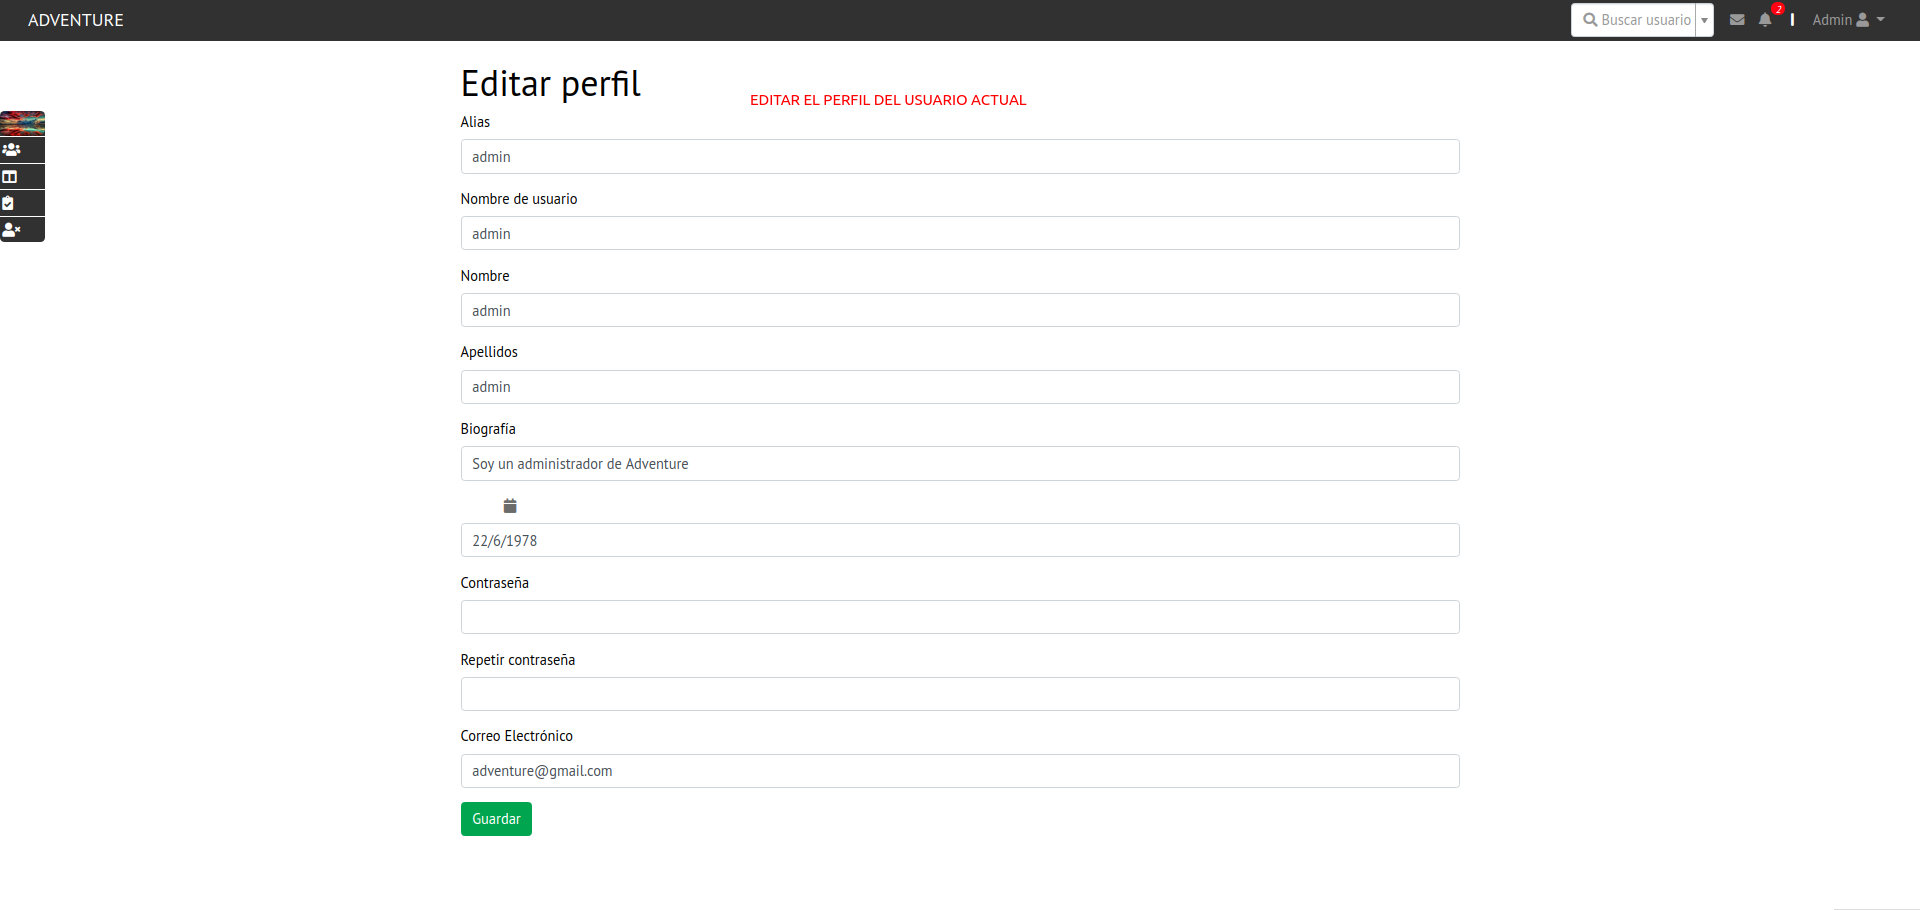 ADVENTURE
Buscar usuario
2
Admin
Editar perfil
EDITAR EL PERFIL DEL USUARIO ACTUAL
Alias
admin
Nombre de usuario
admin
Nombre
admin
Apellidos
admin
Biografía
Soy un administrador de Adventure
22/6/1978
Contraseña
Repetir contraseña
Correo Electrónico
adventure@gmail.com
Guardar